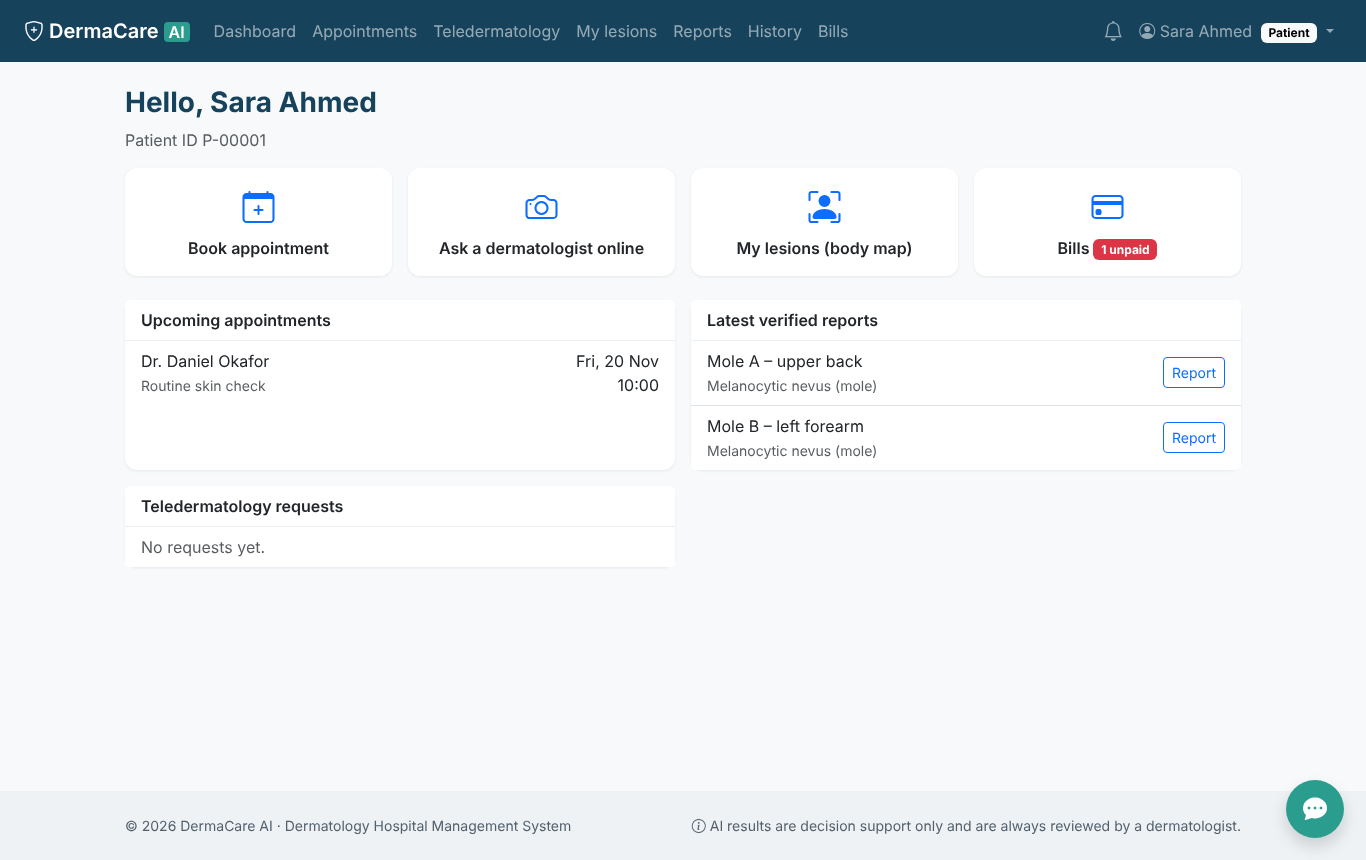 DermaCare AI Dashboard Appointments Teledermatology My lesions Reports History Bills Sara Ahmed Patient
Hello, Sara Ahmed
Patient ID P-00001
Book appointment
Ask a dermatologist online
My lesions (body map)
Bills 1 unpaid
Upcoming appointments
Dr. Daniel Okafor Fri, 20 Nov
Routine skin check 10:00
Latest verified reports
Mole A – upper back
Melanocytic nevus (mole)
Report
Mole B – left forearm
Melanocytic nevus (mole)
Report
Teledermatology requests
No requests yet.
© 2026 DermaCare AI · Dermatology Hospital Management System
AI results are decision support only and are always reviewed by a dermatologist.